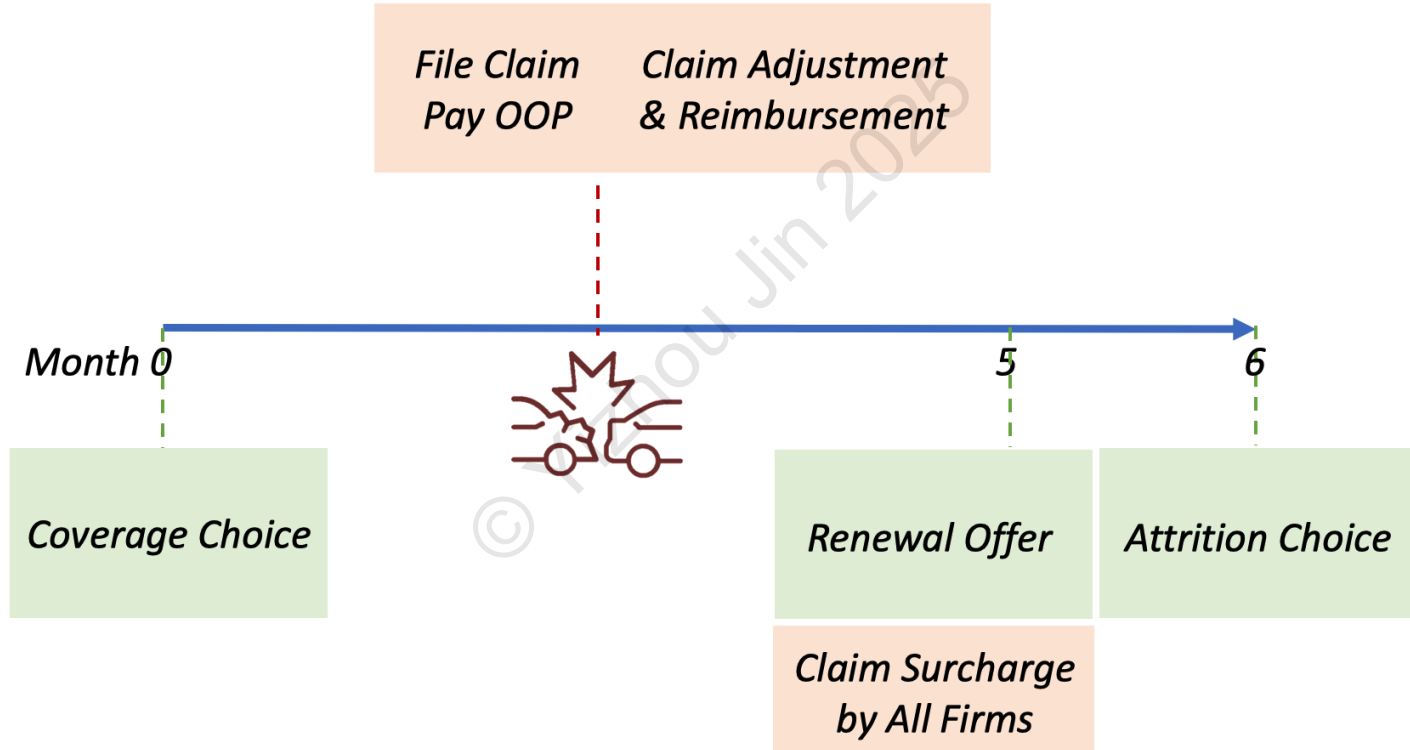 File Claim
Pay OOP
Claim Adjustment
& Reimbursement
Month 0
5
6
Coverage Choice
Renewal Offer
Attrition Choice
Claim Surcharge
by All Firms
© Yizhou Jin 2025